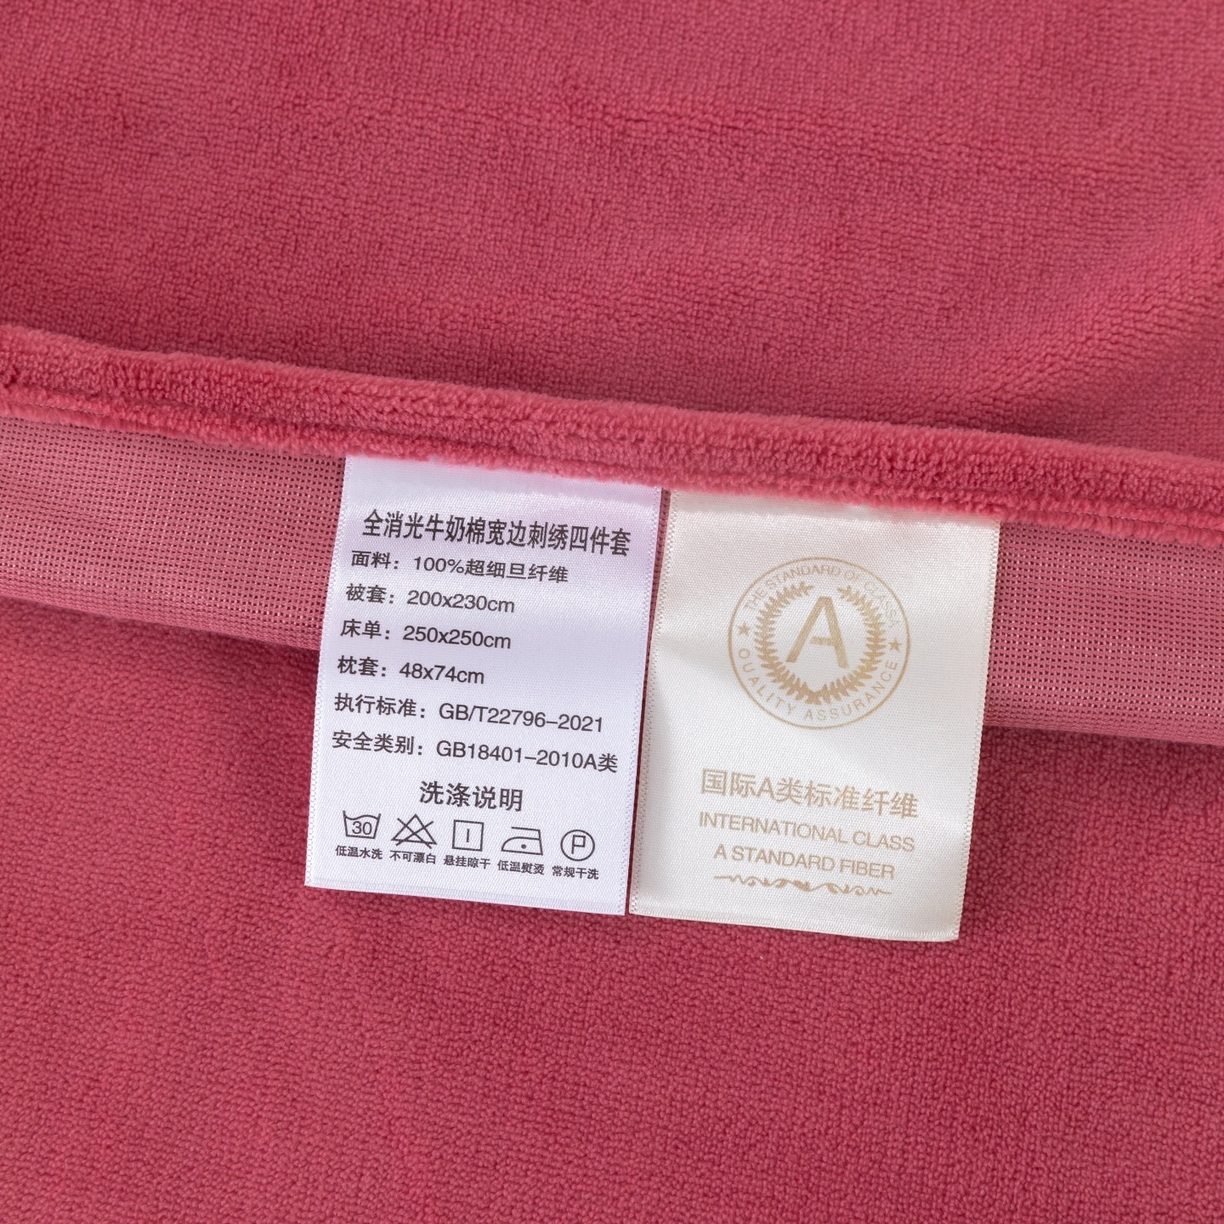 全消光牛奶棉宽边刺绣四件套
面料：100%超细旦纤维
被套：200x230cm
床单：250x250cm
枕套：48x74cm
执行标准：GB/T22796-2021
安全类别：GB18401-2010A类
洗涤说明
30
P
低温水洗 不可漂白 悬挂晾干 低温熨烫 常规干洗
THE STANDARD OF CLASSA
A
QUALITY ASSURANCE
国际A类标准纤维
INTERNATIONAL CLASS
A STANDARD FIBER